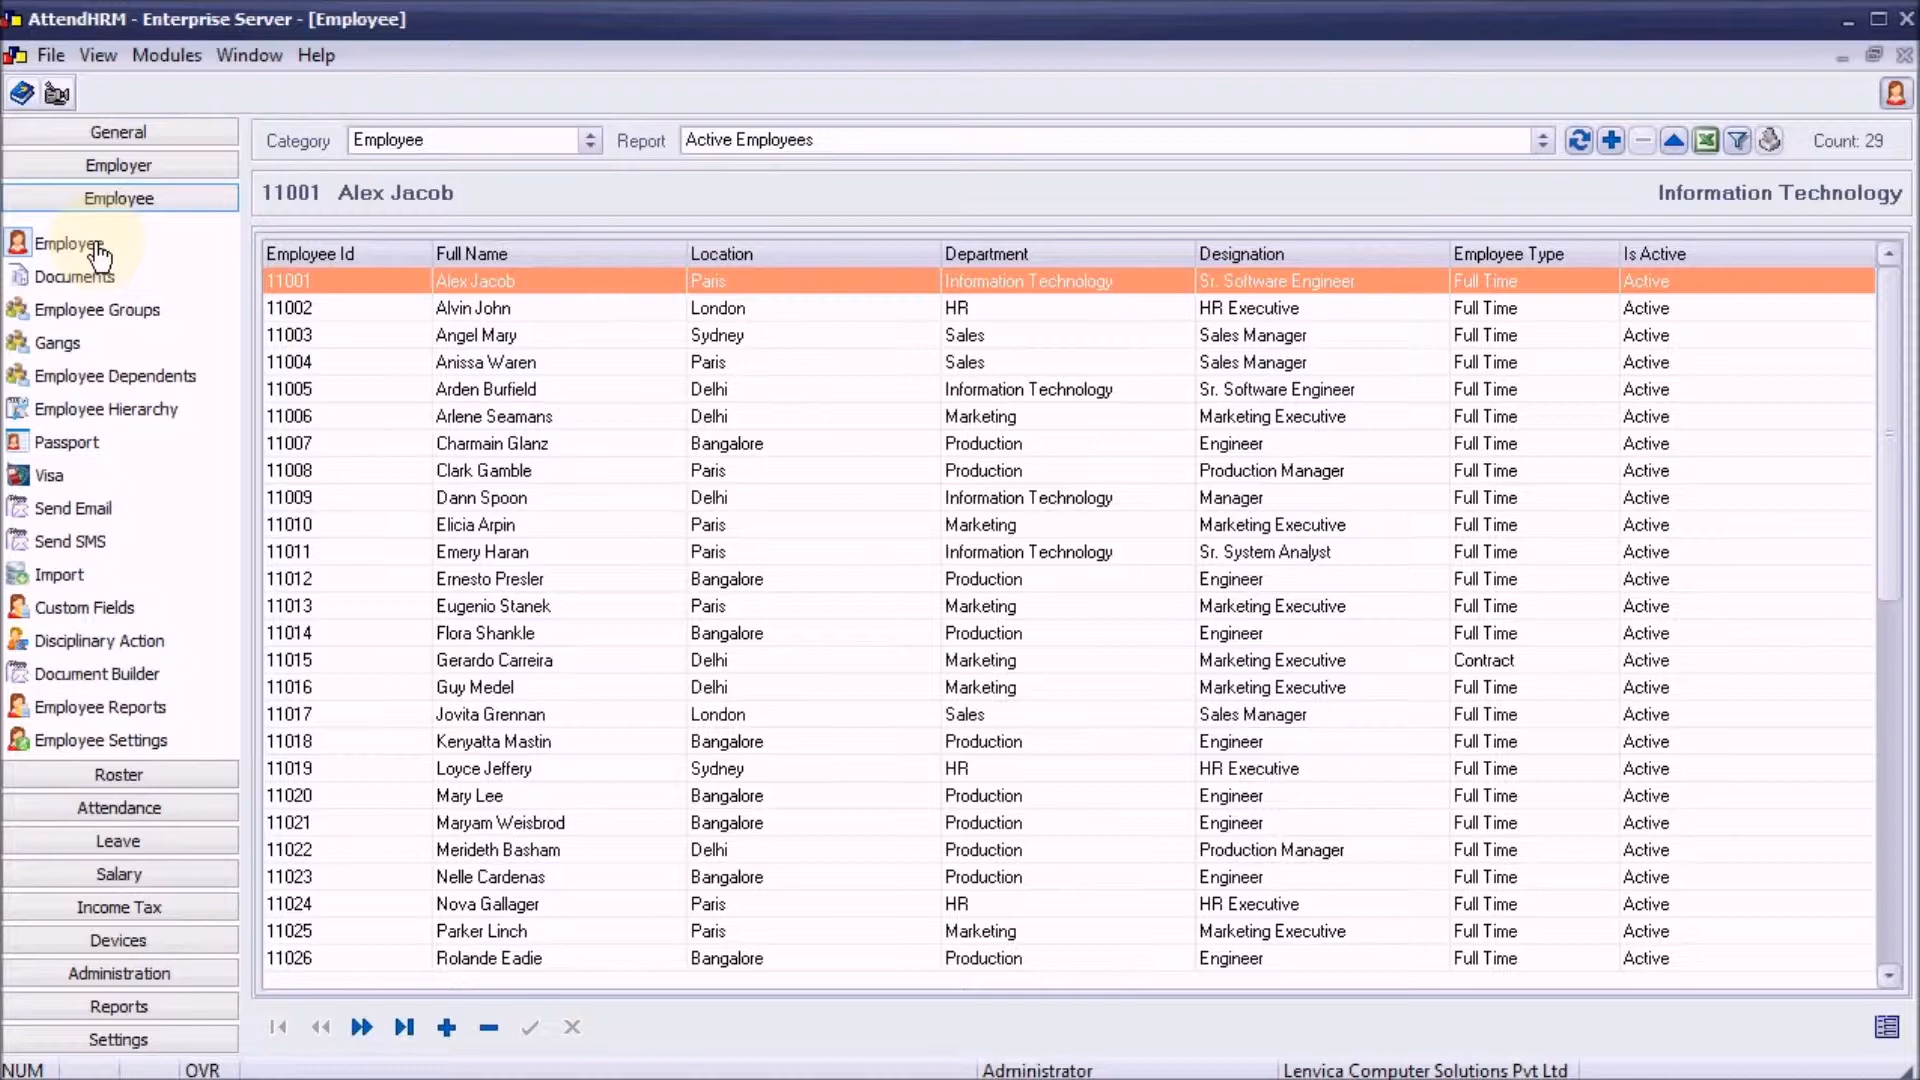 AttendHRM - Enterprise Server - [Employee]
File View Modules Window Help
General
Employer
Employee
Employee
Documents
Employee Groups
Gangs
Employee Dependents
Employee Hierarchy
Passport
Visa
Send Email
Send SMS
Import
Custom Fields
Disciplinary Action
Document Builder
Employee Reports
Employee Settings
Roster
Attendance
Leave
Salary
Income Tax
Devices
Administration
Reports
Settings
Category Employee Report Active Employees Count: 29
11001 Alex Jacob Information Technology
Employee Id Full Name Location Department Designation Employee Type Is Active
11001 Alex Jacob Paris Information Technology Sr. Software Engineer Full Time Active
11002 Alvin John London HR HR Executive Full Time Active
11003 Angel Mary Sydney Sales Sales Manager Full Time Active
11004 Anissa Waren Paris Sales Sales Manager Full Time Active
11005 Arden Burfield Delhi Information Technology Sr. Software Engineer Full Time Active
11006 Arlene Seamans Delhi Marketing Marketing Executive Full Time Active
11007 Charmain Glanz Bangalore Production Engineer Full Time Active
11008 Clark Gamble Paris Production Production Manager Full Time Active
11009 Dann Spoon Delhi Information Technology Manager Full Time Active
11010 Elicia Arpin Paris Marketing Marketing Executive Full Time Active
11011 Emery Haran Paris Information Technology Sr. System Analyst Full Time Active
11012 Ernesto Presler Bangalore Production Engineer Full Time Active
11013 Eugenio Stanek Paris Marketing Marketing Executive Full Time Active
11014 Flora Shankle Bangalore Production Engineer Full Time Active
11015 Gerardo Carreira Delhi Marketing Marketing Executive Contract Active
11016 Guy Medel Delhi Marketing Marketing Executive Full Time Active
11017 Jovita Grennan London Sales Sales Manager Full Time Active
11018 Kenyatta Mastin Bangalore Production Engineer Full Time Active
11019 Loyce Jeffery Sydney HR HR Executive Full Time Active
11020 Mary Lee Bangalore Production Engineer Full Time Active
11021 Maryam Weisbrod Bangalore Production Engineer Full Time Active
11022 Merideth Basham Delhi Production Production Manager Full Time Active
11023 Nelle Cardenas Bangalore Production Engineer Full Time Active
11024 Nova Gallager Paris HR HR Executive Full Time Active
11025 Parker Linch Paris Marketing Marketing Executive Full Time Active
11026 Rolande Eadie Bangalore Production Engineer Full Time Active
NUM OVR Administrator Lenvica Computer Solutions Pvt Ltd